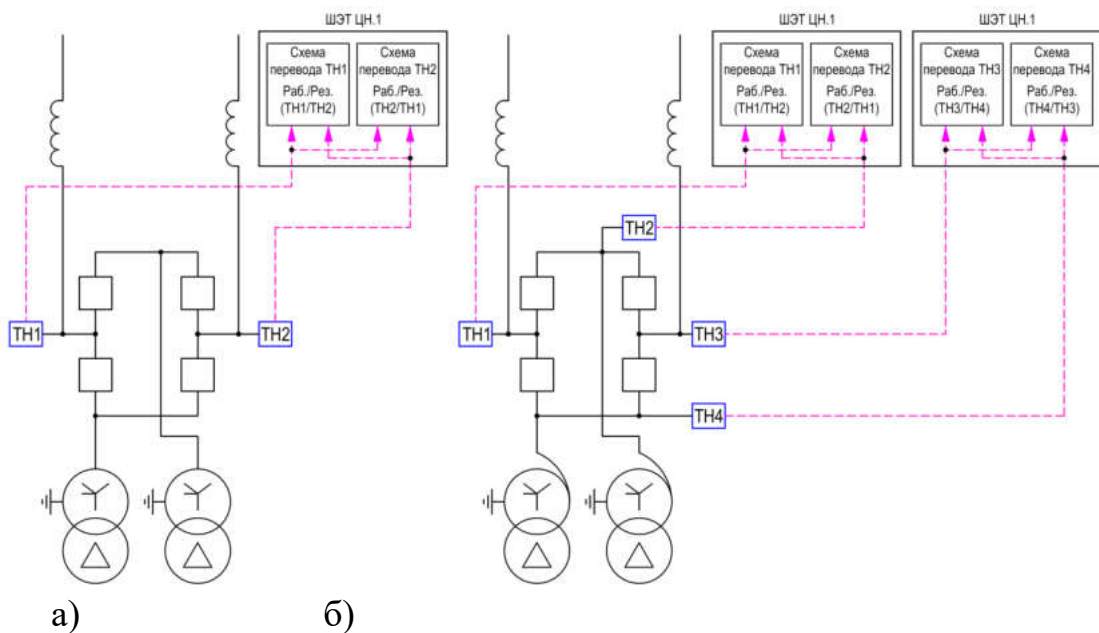 ШЭТ ЦН.1
Схема
перевода ТН1
Раб./Рез.
(ТН1/ТН2)
Схема
перевода ТН2
Раб./Рез.
(ТН2/ТН1)
ТН1
ТН2
а)
ШЭТ ЦН.1
Схема
перевода ТН1
Раб./Рез.
(ТН1/ТН2)
Схема
перевода ТН2
Раб./Рез.
(ТН2/ТН1)
ШЭТ ЦН.1
Схема
перевода ТН3
Раб./Рез.
(ТН3/ТН4)
Схема
перевода ТН4
Раб./Рез.
(ТН4/ТН3)
ТН2
ТН1
ТН3
ТН4
б)